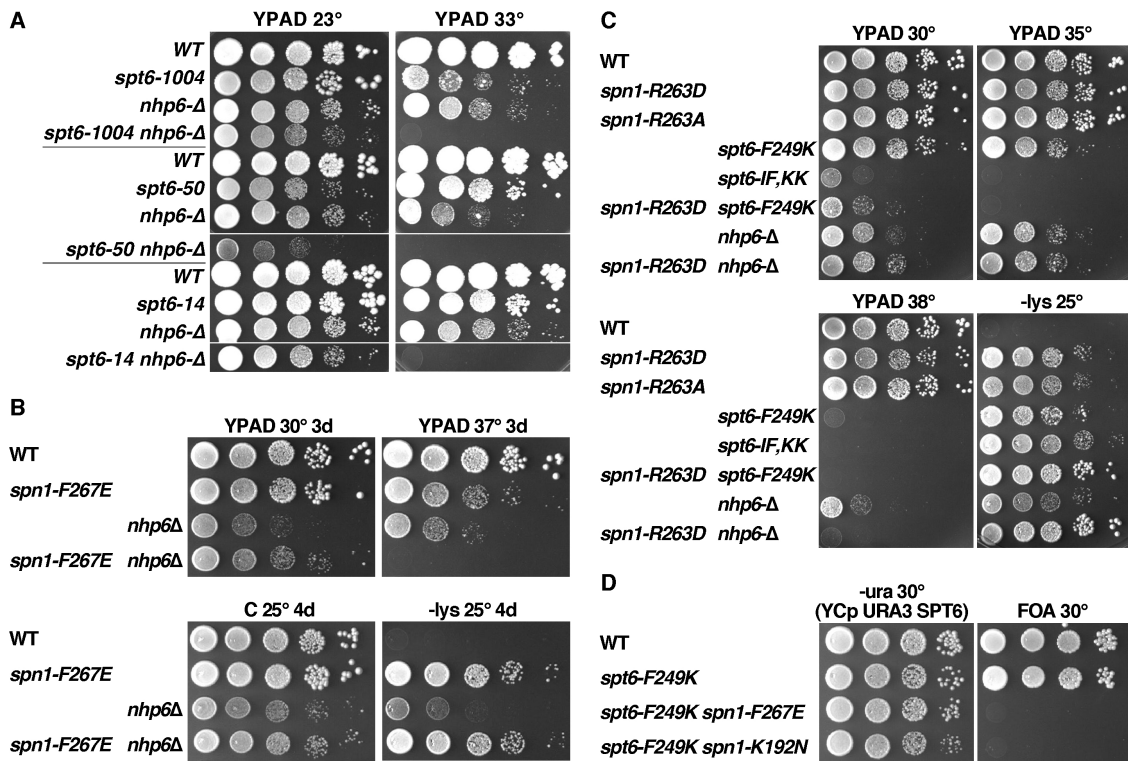 A
YPAD 23° YPAD 33°
WT
spt6-1004
nhp6-Δ
spt6-1004 nhp6-Δ
WT
spt6-50
nhp6-Δ
spt6-50 nhp6-Δ
WT
spt6-14
nhp6-Δ
spt6-14 nhp6-Δ
B
YPAD 30° 3d YPAD 37° 3d
WT
spn1-F267E
nhp6Δ
spn1-F267E nhp6Δ
C 25° 4d -lys 25° 4d
WT
spn1-F267E
nhp6Δ
spn1-F267E nhp6Δ
C
YPAD 30° YPAD 35°
WT
spn1-R263D
spn1-R263A
spt6-F249K
spt6-IF,KK
spn1-R263D spt6-F249K
nhp6-Δ
spn1-R263D nhp6-Δ
YPAD 38° -lys 25°
WT
spn1-R263D
spn1-R263A
spt6-F249K
spt6-IF,KK
spn1-R263D spt6-F249K
nhp6-Δ
spn1-R263D nhp6-Δ
D
-ura 30°
(YCp URA3 SPT6) FOA 30°
WT
spt6-F249K
spt6-F249K spn1-F267E
spt6-F249K spn1-K192N